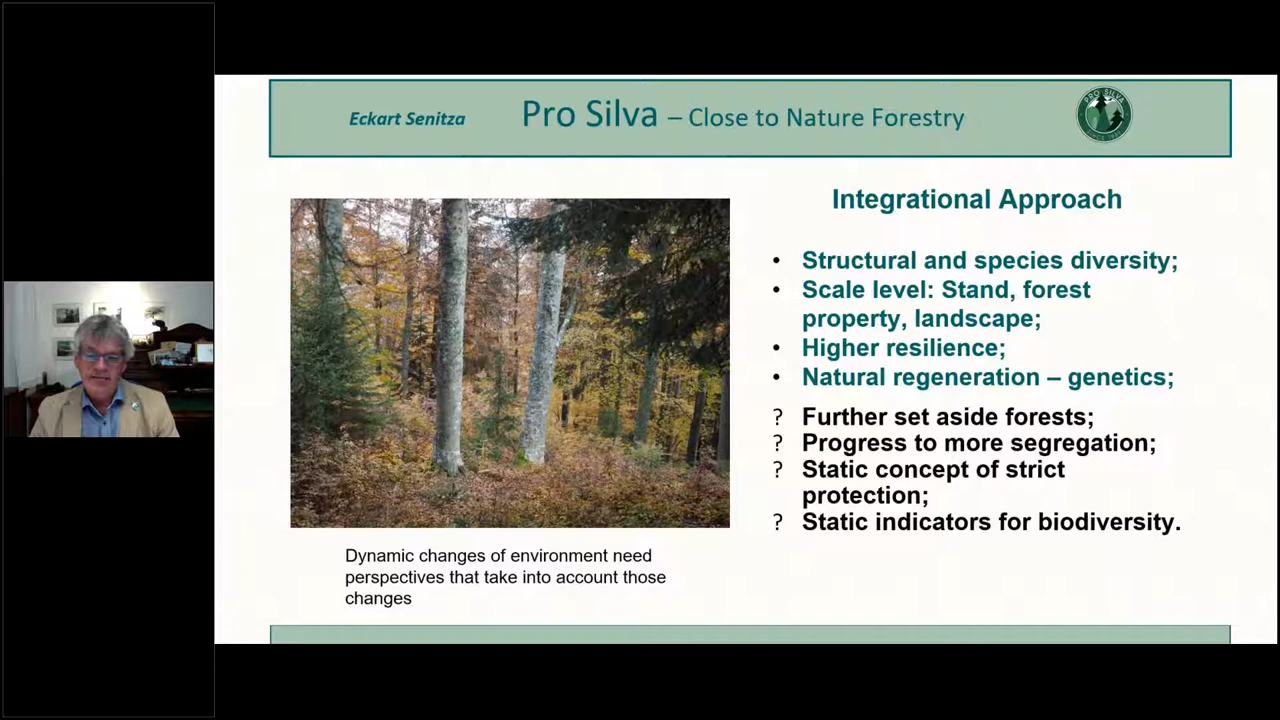 Eckart Senitza
Pro Silva – Close to Nature Forestry
PRO SILVA
Integrational Approach
• Structural and species diversity;
• Scale level: Stand, forest
property, landscape;
• Higher resilience;
• Natural regeneration – genetics;
? Further set aside forests;
? Progress to more segregation;
? Static concept of strict
protection;
? Static indicators for biodiversity.
Dynamic changes of environment need
perspectives that take into account those
changes